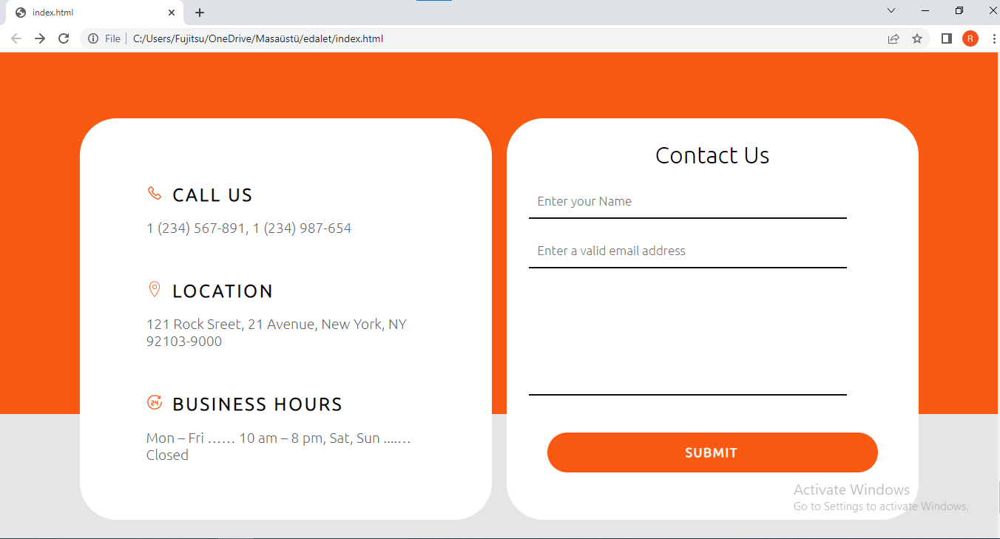 index.html
File
C:/Users/Fujitsu/OneDrive/Masaüstü/edalet/index.html
R
CALL US
1 (234) 567-891, 1 (234) 987-654
LOCATION
121 Rock Sreet, 21 Avenue, New York, NY
92103-9000
24
BUSINESS HOURS
Mon – Fri …… 10 am – 8 pm, Sat, Sun ....…
Closed
Contact Us
Enter your Name
Enter a valid email address
SUBMIT
Activate Windows
Go to Settings to activate Windows.